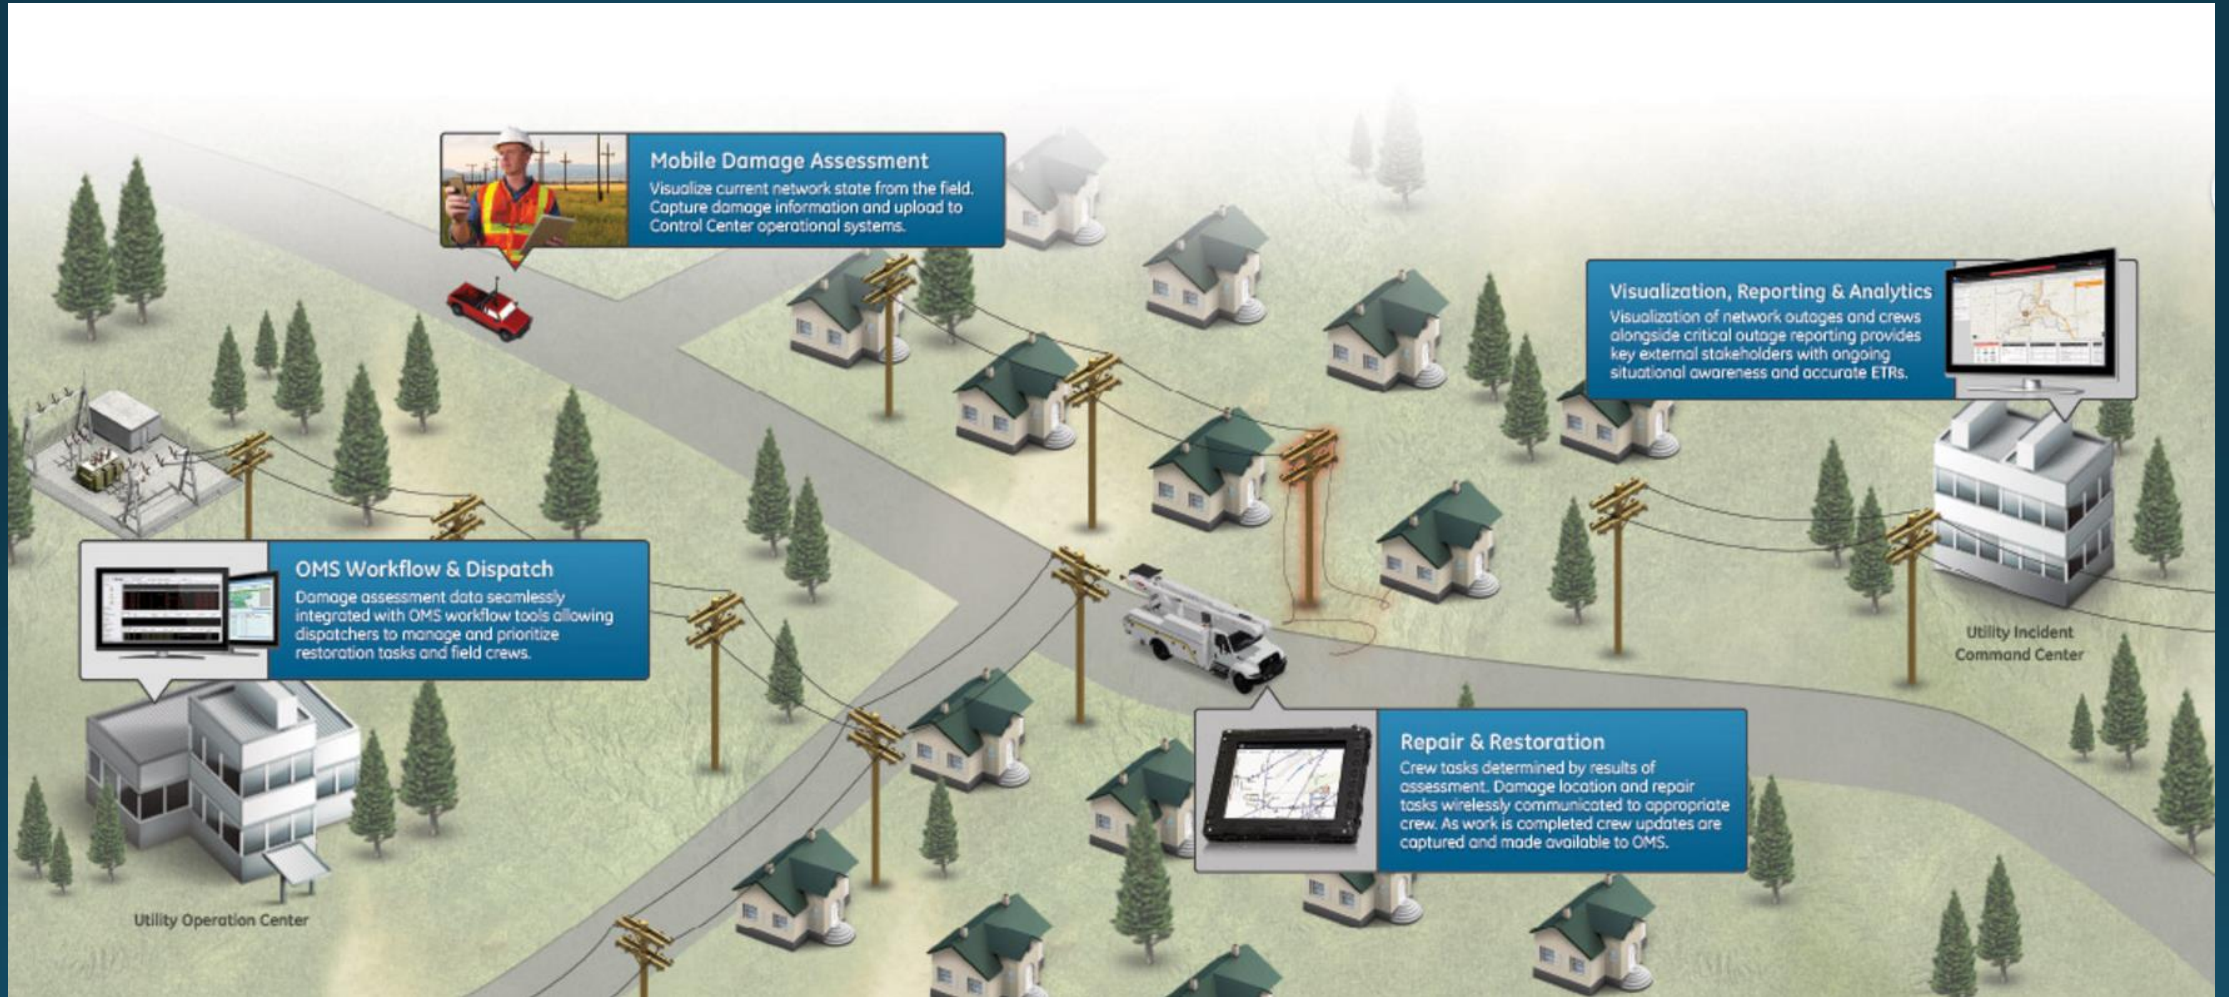 Mobile Damage Assessment
Visualize current network state from the field.
Capture damage information and upload to
Control Center operational systems.
Visualization, Reporting & Analytics
Visualization of network outages and crews
alongside critical outage reporting provides
key external stakeholders with ongoing
situational awareness and accurate ETRs.
OMS Workflow & Dispatch
Damage assessment data seamlessly
integrated with OMS workflow tools allowing
dispatchers to manage and prioritize
restoration tasks and field crews.
Utility Incident
Command Center
Repair & Restoration
Crew tasks determined by results of
assessment. Damage location and repair
tasks wirelessly communicated to appropriate
crew. As work is completed crew updates are
captured and made available to OMS.
Utility Operation Center